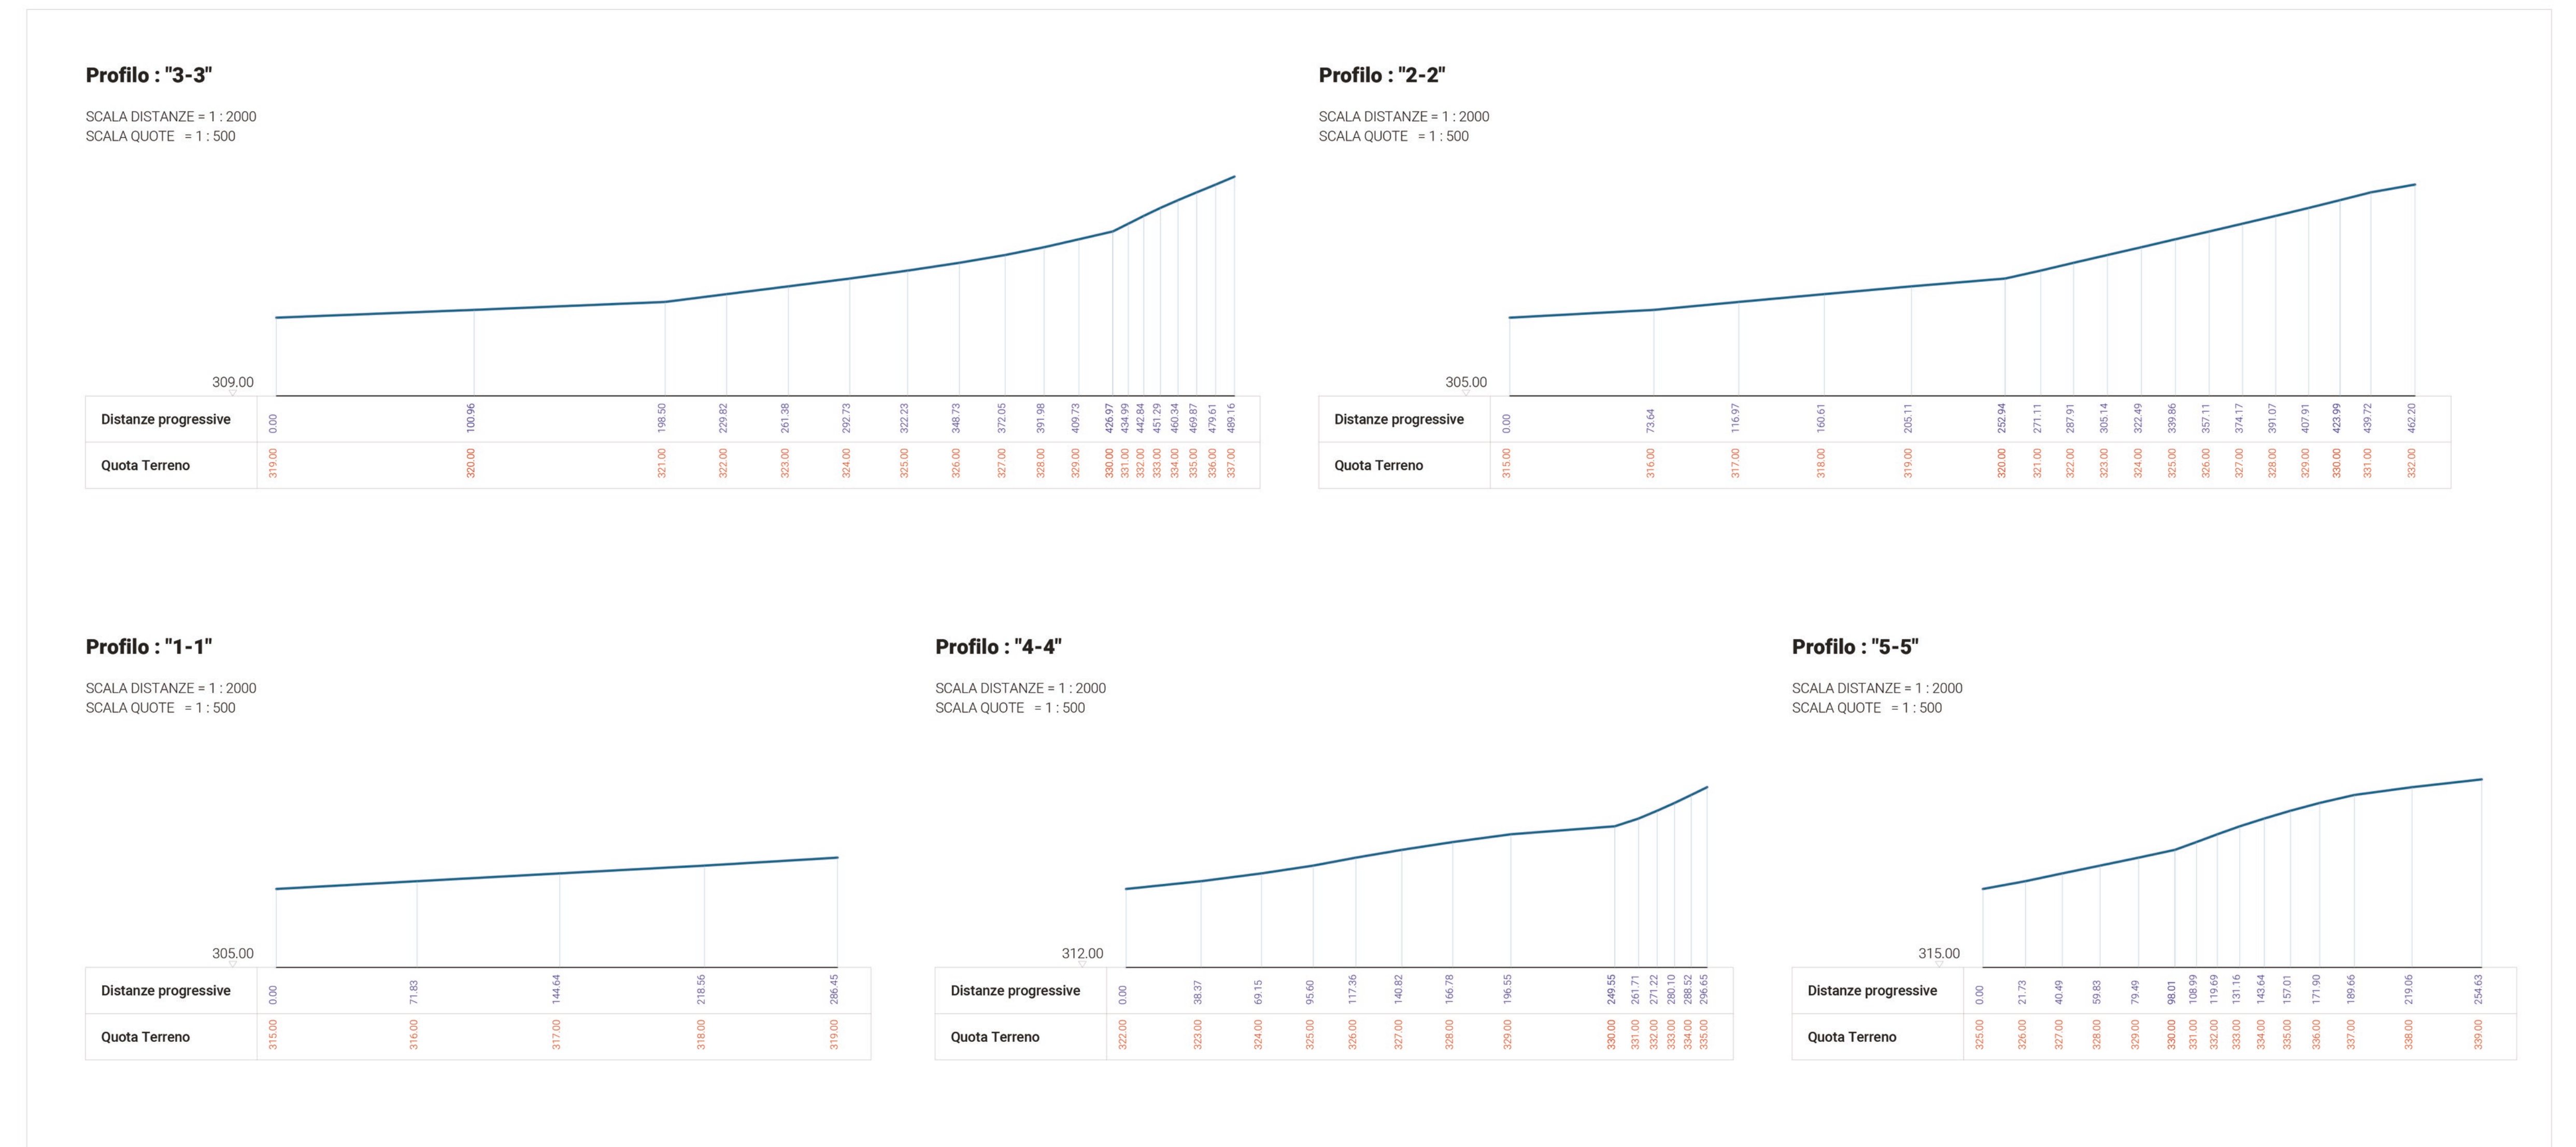 Profilo : "3-3"
SCALA DISTANZE = 1 : 2000
SCALA QUOTE = 1 : 500
309.00
Distanze progressive 0.00 100.96 198.50 229.82 261.38 292.73 322.23 348.73 372.05 391.98 409.73 426.97 434.99 442.84 451.29 460.34 469.87 479.61 489.16
Quota Terreno 319.00 320.00 321.00 322.00 323.00 324.00 325.00 326.00 327.00 328.00 329.00 330.00 331.00 332.00 333.00 334.00 335.00 336.00 337.00
Profilo : "2-2"
SCALA DISTANZE = 1 : 2000
SCALA QUOTE = 1 : 500
305.00
Distanze progressive 0.00 73.64 116.97 160.61 205.11 252.94 271.11 287.91 305.14 322.49 339.86 357.11 374.17 391.07 407.91 423.99 439.72 462.20
Quota Terreno 315.00 316.00 317.00 318.00 319.00 320.00 321.00 322.00 323.00 324.00 325.00 326.00 327.00 328.00 329.00 330.00 331.00 332.00
Profilo : "1-1"
SCALA DISTANZE = 1 : 2000
SCALA QUOTE = 1 : 500
305.00
Distanze progressive 0.00 71.83 144.64 218.56 286.45
Quota Terreno 315.00 316.00 317.00 318.00 319.00
Profilo : "4-4"
SCALA DISTANZE = 1 : 2000
SCALA QUOTE = 1 : 500
312.00
Distanze progressive 0.00 38.37 69.15 95.60 117.36 140.82 166.78 196.55 249.55 261.71 271.22 280.10 288.52 296.65
Quota Terreno 322.00 323.00 324.00 325.00 326.00 327.00 328.00 329.00 330.00 331.00 332.00 333.00 334.00 335.00
Profilo : "5-5"
SCALA DISTANZE = 1 : 2000
SCALA QUOTE = 1 : 500
315.00
Distanze progressive 0.00 21.73 40.49 59.83 79.49 98.01 108.99 119.69 131.16 143.64 157.01 171.90 189.66 219.06 254.63
Quota Terreno 325.00 326.00 327.00 328.00 329.00 330.00 331.00 332.00 333.00 334.00 335.00 336.00 337.00 338.00 339.00